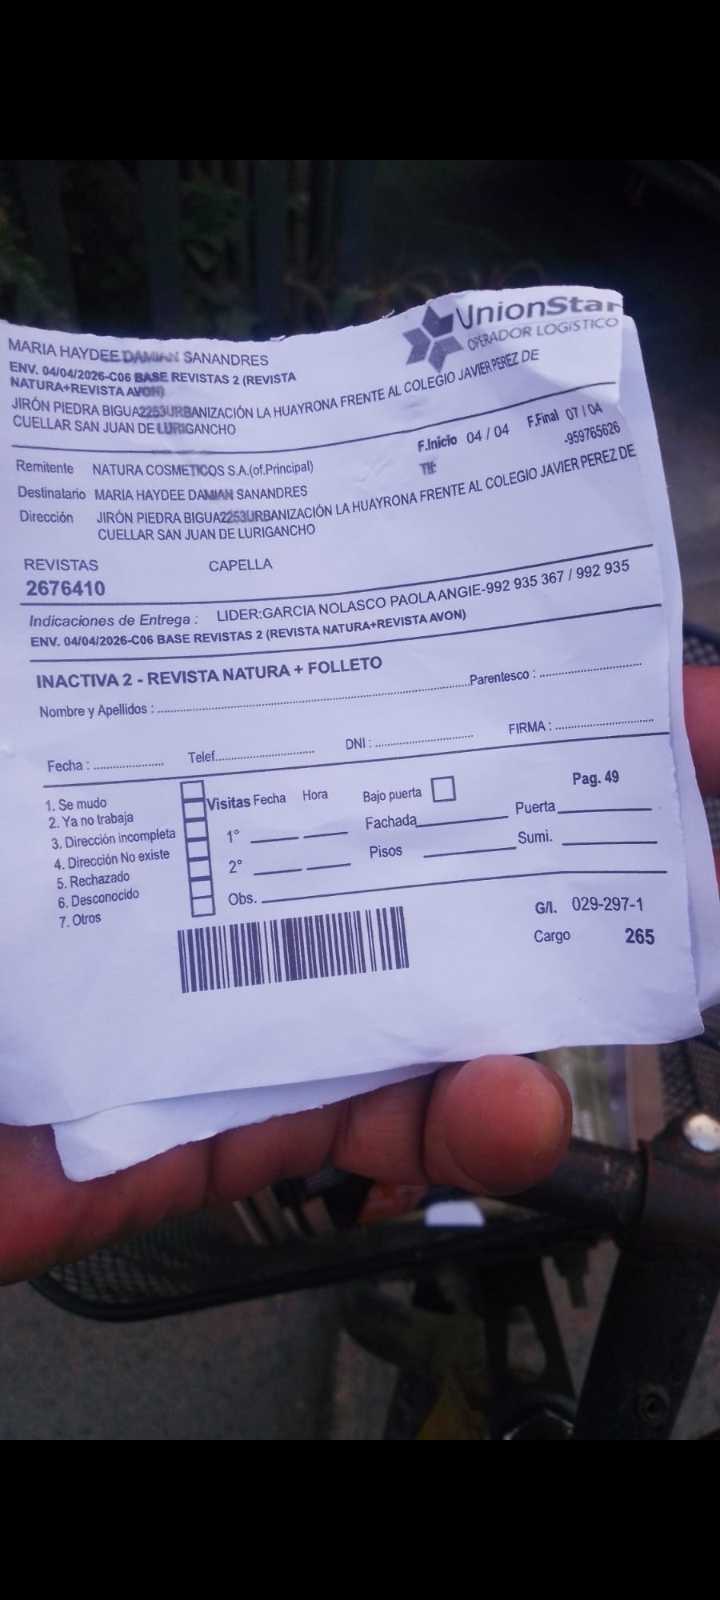 UnionStar
OPERADOR LOGISTICO
MARIA HAYDEE DAMIAN SANANDRES
ENV. 04/04/2026-C06 BASE REVISTAS 2 (REVISTA
NATURA+REVISTA AVON)
JIRÓN PIEDRA BIGUA2253URBANIZACIÓN LA HUAYRONA FRENTE AL COLEGIO JAVIER PEREZ DE
CUELLAR SAN JUAN DE LURIGANCHO
F.Inicio 04 / 04 F.Final 07 / 04
Remitente NATURA COSMETICOS S.A.(of.Principal) Tlf: -959765626
Destinatario MARIA HAYDEE DAMIAN SANANDRES
Dirección JIRÓN PIEDRA BIGUA2253URBANIZACIÓN LA HUAYRONA FRENTE AL COLEGIO JAVIER PEREZ DE
CUELLAR SAN JUAN DE LURIGANCHO
REVISTAS CAPELLA
2676410
Indicaciones de Entrega : LIDER:GARCIA NOLASCO PAOLA ANGIE-992 935 367 / 992 935
ENV. 04/04/2026-C06 BASE REVISTAS 2 (REVISTA NATURA+REVISTA AVON)
INACTIVA 2 - REVISTA NATURA + FOLLETO
Nombre y Apellidos : Parentesco :
Fecha : Telef. DNI : FIRMA :
1. Se mudo
2. Ya no trabaja
3. Dirección incompleta
4. Dirección No existe
5. Rechazado
6. Desconocido
7. Otros
Visitas Fecha Hora Bajo puerta Pag. 49
1° Fachada Puerta
2° Pisos Sumi.
Obs.
G/I. 029-297-1
Cargo 265